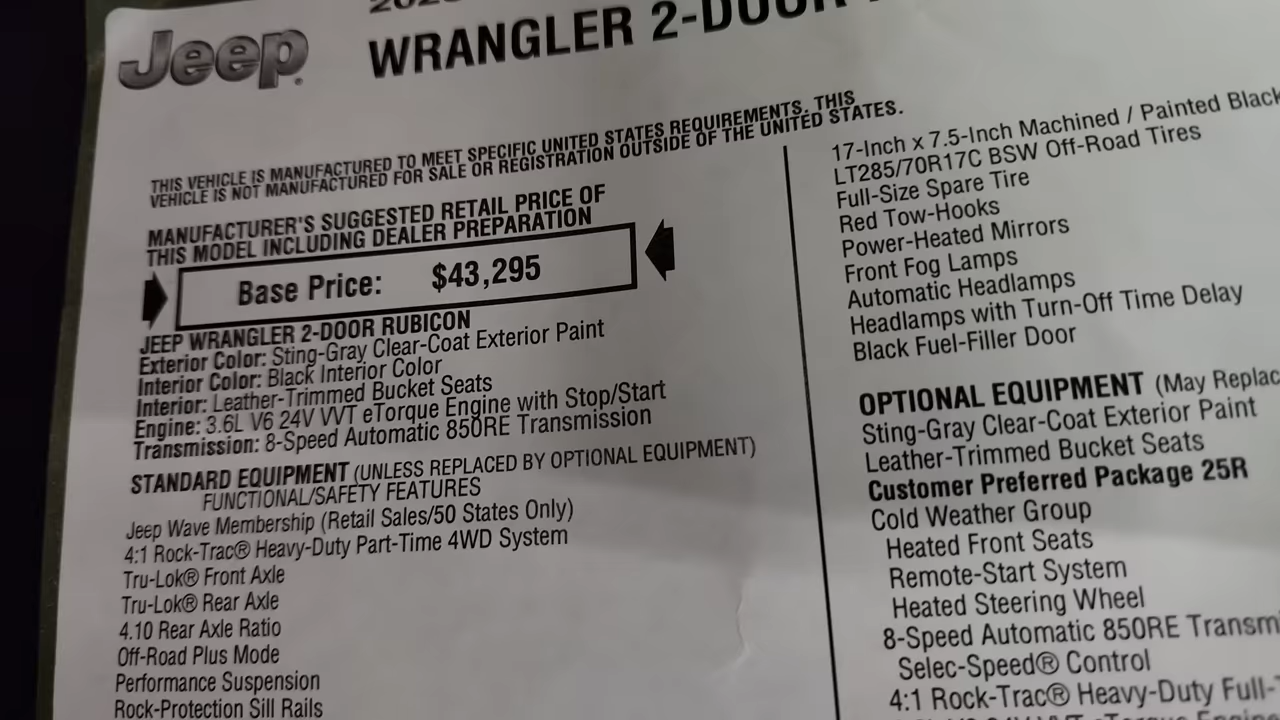 Jeep
WRANGLER 2-DOOR
THIS VEHICLE IS MANUFACTURED TO MEET SPECIFIC UNITED STATES REQUIREMENTS. THIS
VEHICLE IS NOT MANUFACTURED FOR SALE OR REGISTRATION OUTSIDE OF THE UNITED STATES.
MANUFACTURER'S SUGGESTED RETAIL PRICE OF
THIS MODEL INCLUDING DEALER PREPARATION
Base Price: $43,295
JEEP WRANGLER 2-DOOR RUBICON
Exterior Color: Sting-Gray Clear-Coat Exterior Paint
Interior Color: Black Interior Color
Interior: Leather-Trimmed Bucket Seats
Engine: 3.6L V6 24V VVT eTorque Engine with Stop/Start
Transmission: 8-Speed Automatic 850RE Transmission
STANDARD EQUIPMENT (UNLESS REPLACED BY OPTIONAL EQUIPMENT)
FUNCTIONAL/SAFETY FEATURES
Jeep Wave Membership (Retail Sales/50 States Only)
4:1 Rock-Trac® Heavy-Duty Part-Time 4WD System
Tru-Lok® Front Axle
Tru-Lok® Rear Axle
4.10 Rear Axle Ratio
Off-Road Plus Mode
Performance Suspension
Rock-Protection Sill Rails
17-Inch x 7.5-Inch Machined / Painted Black
LT285/70R17C BSW Off-Road Tires
Full-Size Spare Tire
Red Tow-Hooks
Power-Heated Mirrors
Front Fog Lamps
Automatic Headlamps
Headlamps with Turn-Off Time Delay
Black Fuel-Filler Door
OPTIONAL EQUIPMENT (May Replac
Sting-Gray Clear-Coat Exterior Paint
Leather-Trimmed Bucket Seats
Customer Preferred Package 25R
Cold Weather Group
Heated Front Seats
Remote-Start System
Heated Steering Wheel
8-Speed Automatic 850RE Transm
Selec-Speed® Control
4:1 Rock-Trac® Heavy-Duty Full-